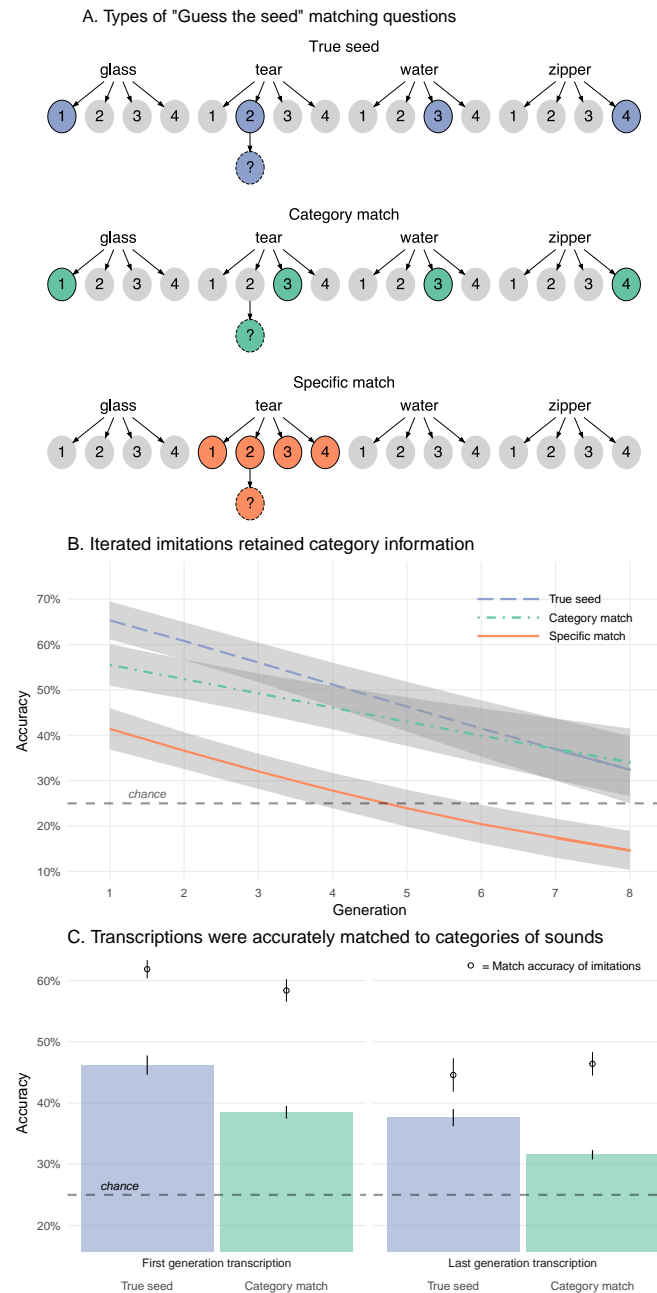 A. Types of "Guess the seed" matching questions
True seed
glass tear water zipper
1 2 3 4 1 2 3 4 1 2 3 4 1 2 3 4
?
Category match
glass tear water zipper
1 2 3 4 1 2 3 4 1 2 3 4 1 2 3 4
?
Specific match
glass tear water zipper
1 2 3 4 1 2 3 4 1 2 3 4 1 2 3 4
?
B. Iterated imitations retained category information
70%
60%
50%
40%
30%
20%
10%
Accuracy
True seed
Category match
Specific match
chance
1 2 3 4 5 6 7 8
Generation
C. Transcriptions were accurately matched to categories of sounds
= Match accuracy of imitations
60%
50%
40%
30%
20%
Accuracy
chance
First generation transcription Last generation transcription
True seed Category match True seed Category match